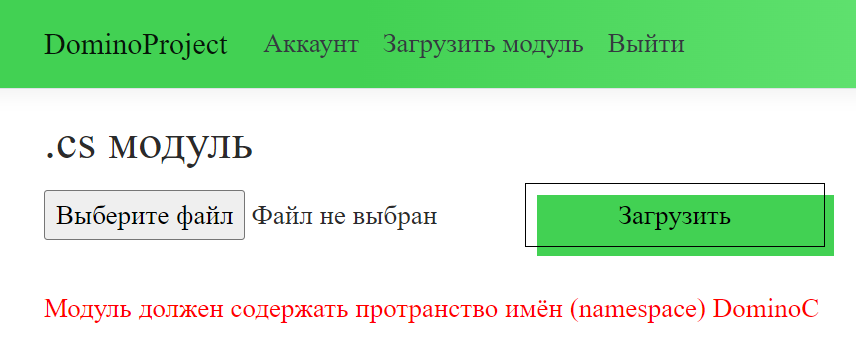 DominoProject Аккаунт Загрузить модуль Выйти
.cs модуль
Выберите файл Файл не выбран Загрузить
Модуль должен содержать протранство имён (namespace) DominoC